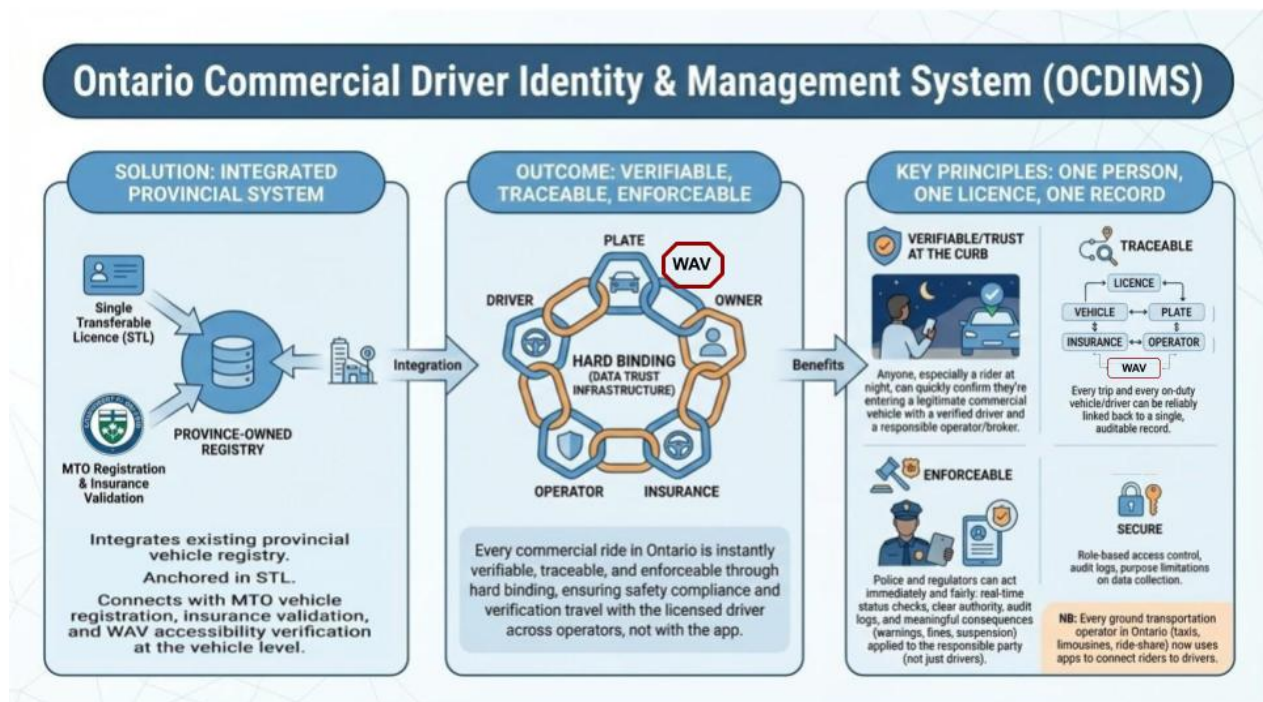 Ontario Commercial Driver Identity & Management System (OCDIMS)
SOLUTION: INTEGRATED
PROVINCIAL SYSTEM
Single
Transferable
Licence (STL)
MTO Registration
& Insurance
Validation
PROVINCE-OWNED
REGISTRY
Integrates existing provincial
vehicle registry.
Anchored in STL.
Connects with MTO vehicle
registration, insurance validation,
and WAV accessibility verification
at the vehicle level.
Integration
OUTCOME: VERIFIABLE,
TRACEABLE, ENFORCEABLE
PLATE
WAV
DRIVER
OWNER
HARD BINDING
(DATA TRUST
INFRASTRUCTURE)
OPERATOR
INSURANCE
Every commercial ride in Ontario is instantly
verifiable, traceable, and enforceable through
hard binding, ensuring safety compliance and
verification travel with the licensed driver
across operators, not with the app.
Benefits
KEY PRINCIPLES: ONE PERSON,
ONE LICENCE, ONE RECORD
VERIFIABLE/TRUST
AT THE CURB
Anyone, especially a rider at
night, can quickly confirm they're
entering a legitimate commercial
vehicle with a verified driver and
a responsible operator/broker.
TRACEABLE
LICENCE
VEHICLE
PLATE
INSURANCE
OPERATOR
WAV
Every trip and every on-duty
vehicle/driver can be reliably
linked back to a single,
auditable record.
ENFORCEABLE
Police and regulators can act
immediately and fairly: real-time
status checks, clear authority, audit
logs, and meaningful consequences
(warnings, fines, suspension)
applied to the responsible party
(not just drivers).
SECURE
Role-based access control,
audit logs, purpose limitations
on data collection.
NB: Every ground transportation
operator in Ontario (taxis,
limousines, ride-share) now uses
apps to connect riders to drivers.